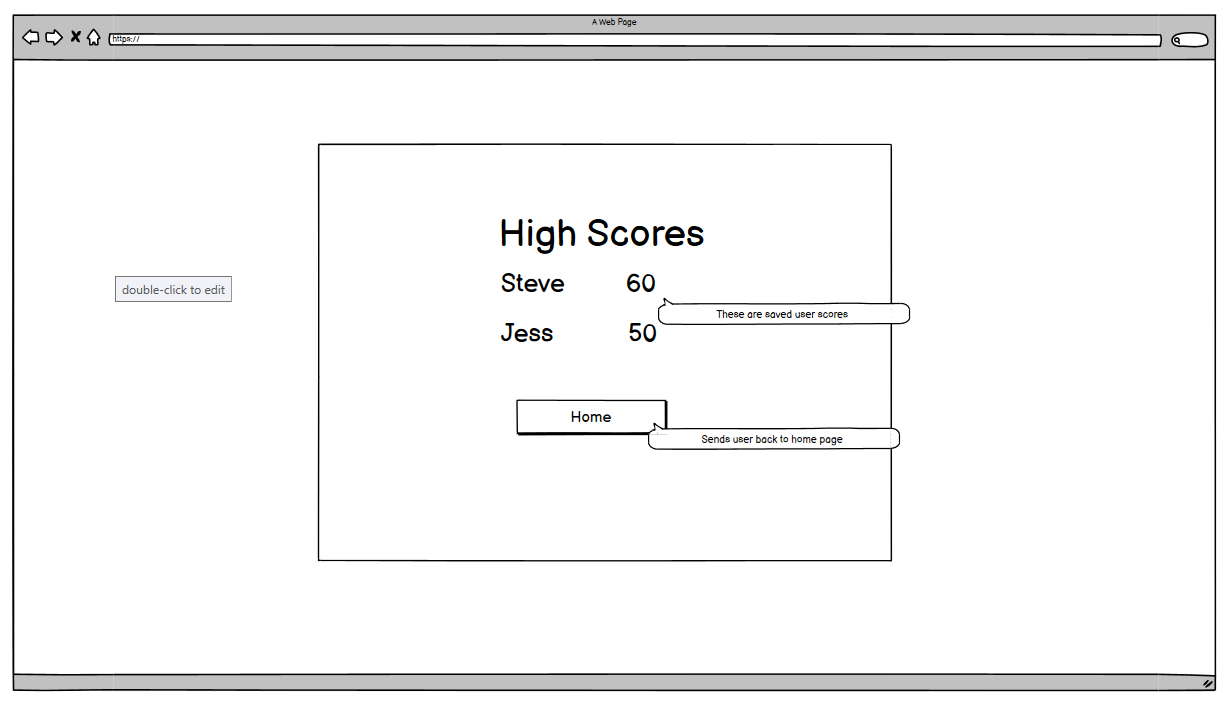 A Web Page
https://
High Scores
double-click to edit
Steve 60
These are saved user scores
Jess 50
Home
Sends user back to home page